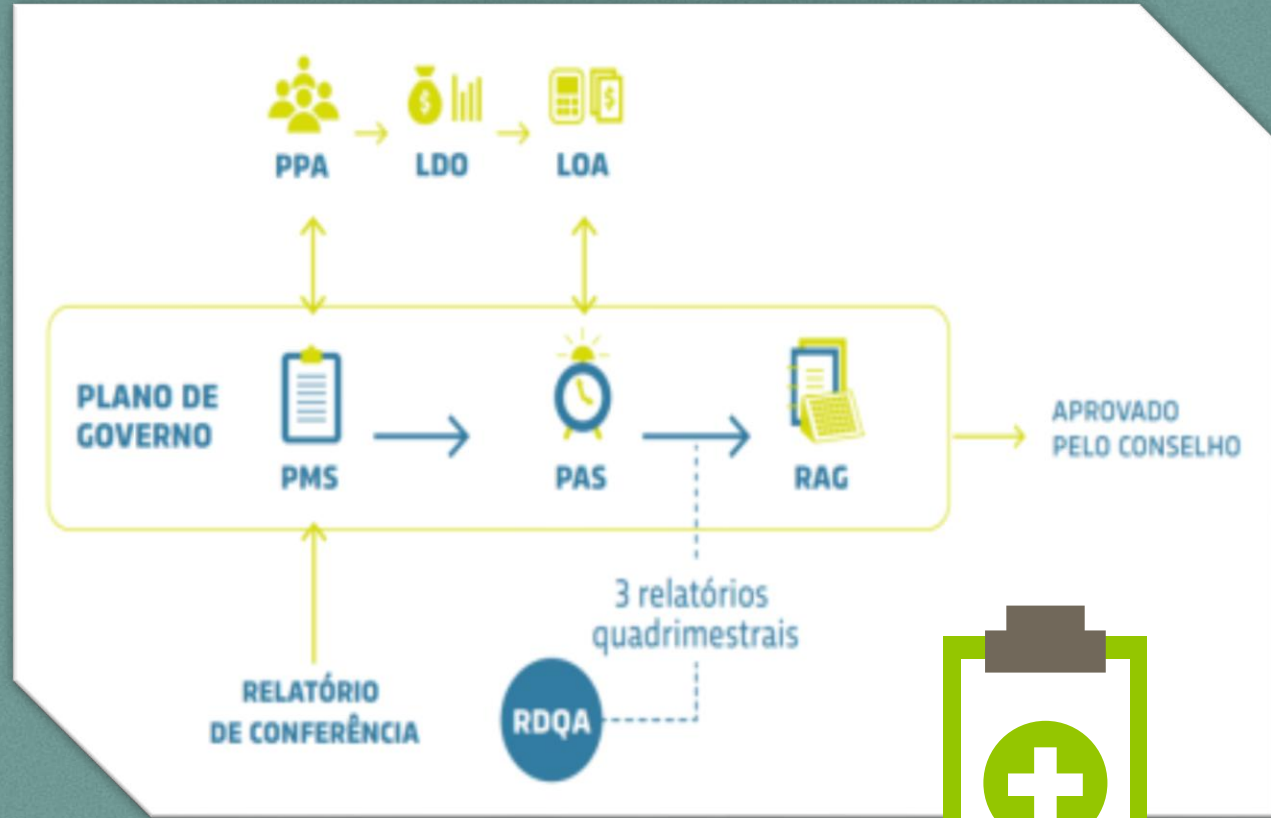 PPA
LDO
LOA
PLANO DE
GOVERNO
PMS
PAS
RAG
APROVADO
PELO CONSELHO
3 relatórios
quadrimestrais
RELATÓRIO
DE CONFERÊNCIA
RDQA